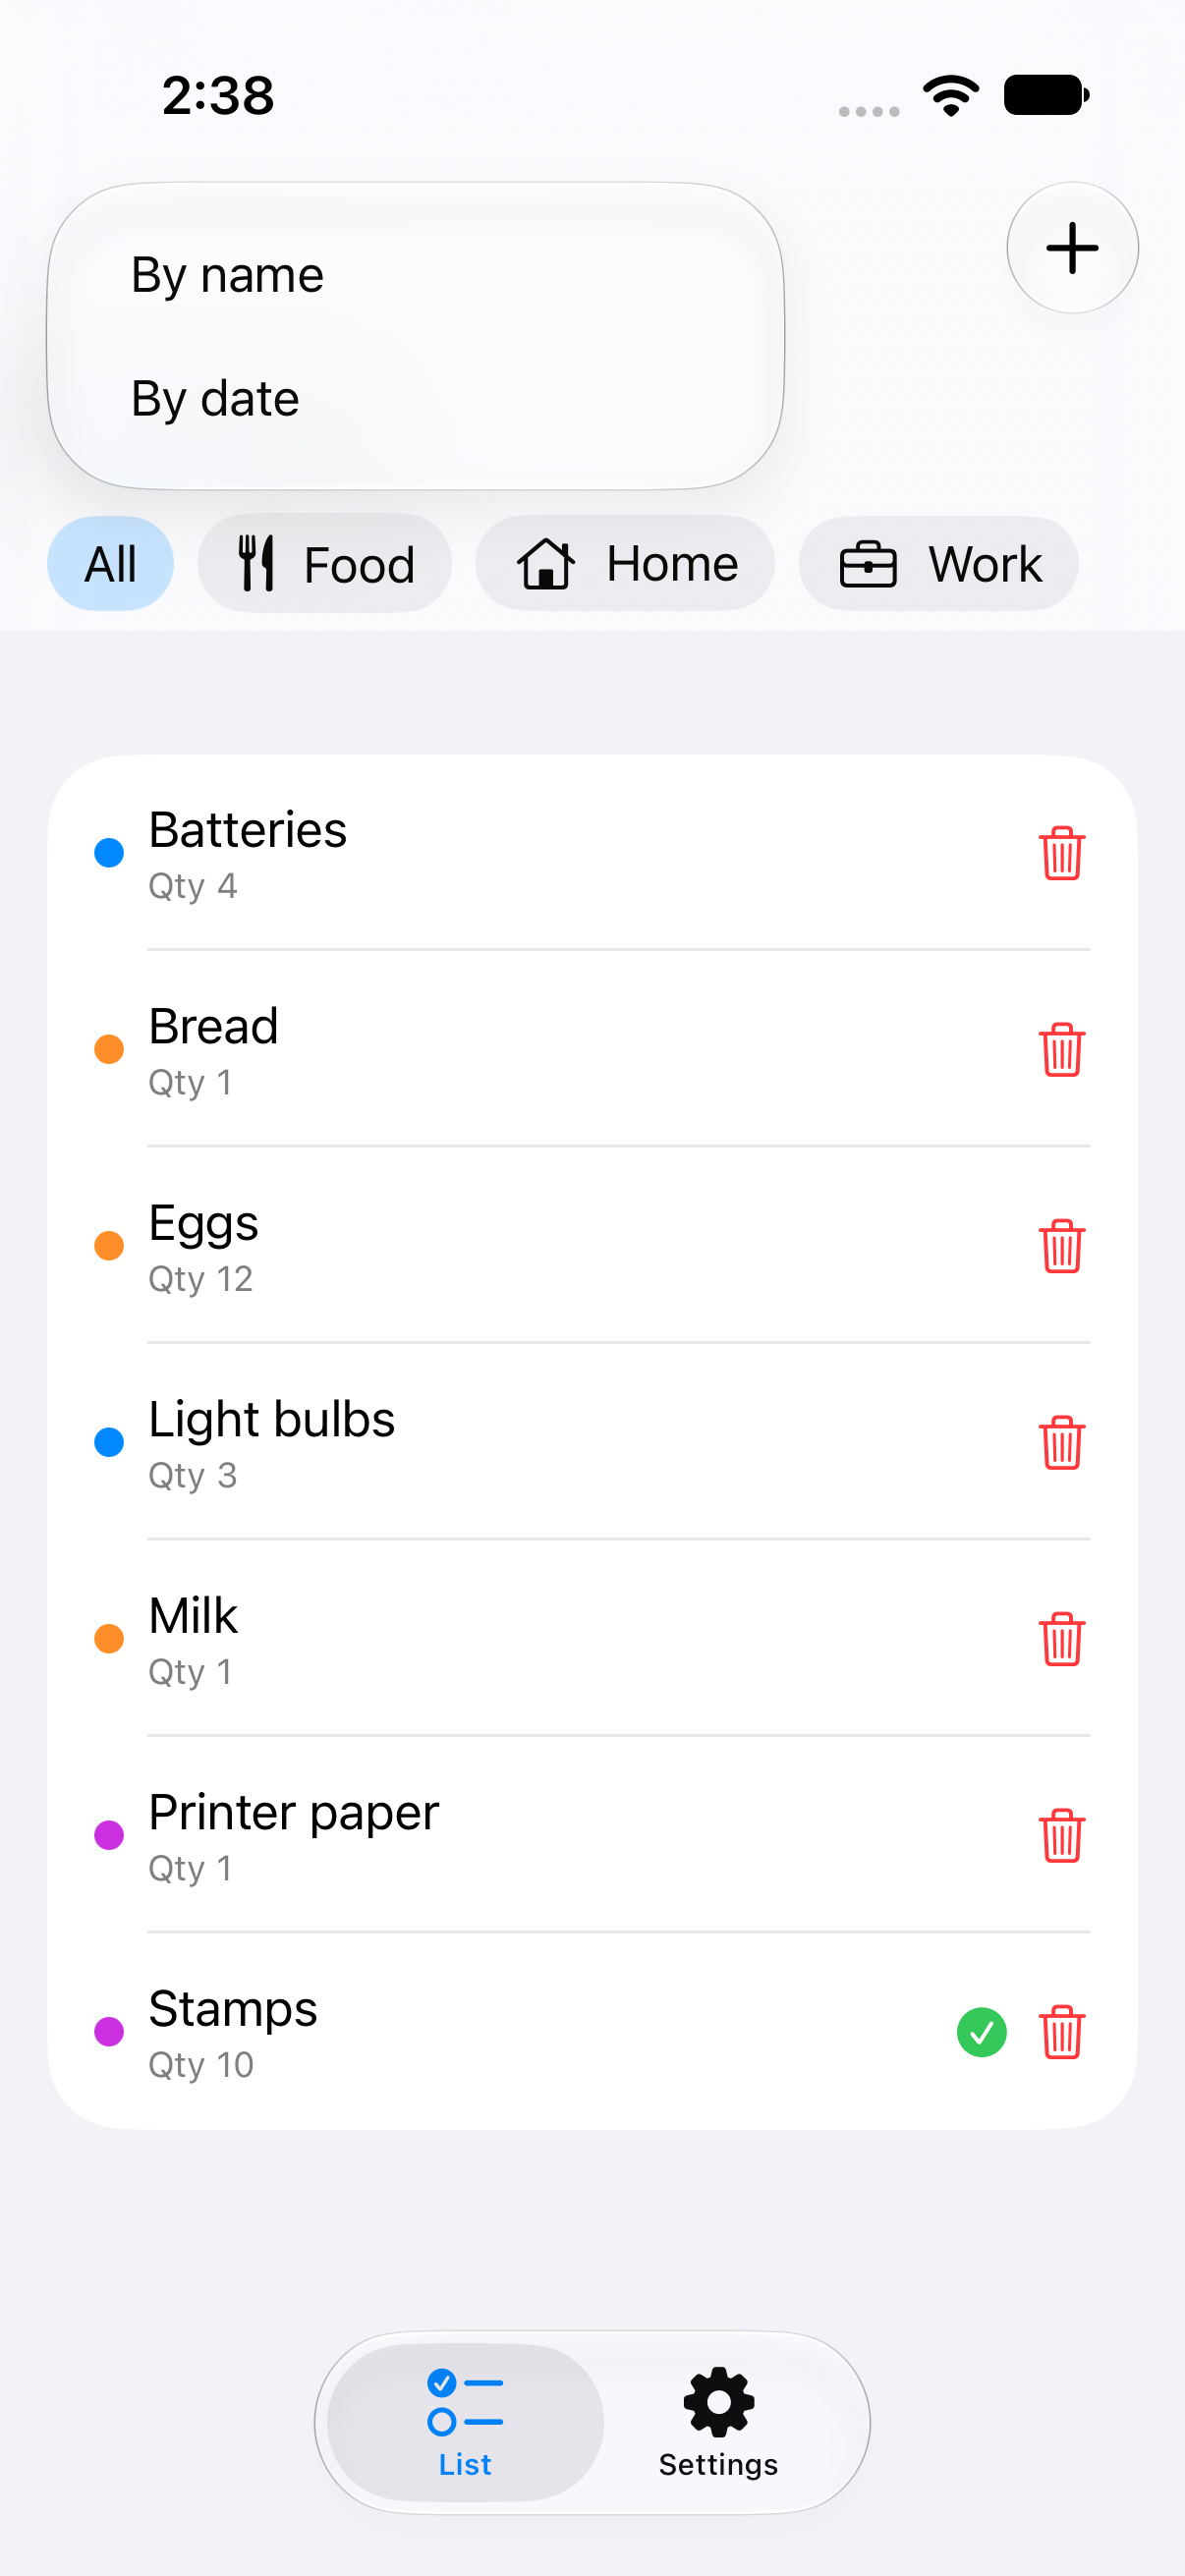 2:38
By name
By date
All
Food
Home
Work
Batteries
Qty 4
Bread
Qty 1
Eggs
Qty 12
Light bulbs
Qty 3
Milk
Qty 1
Printer paper
Qty 1
Stamps
Qty 10
List
Settings